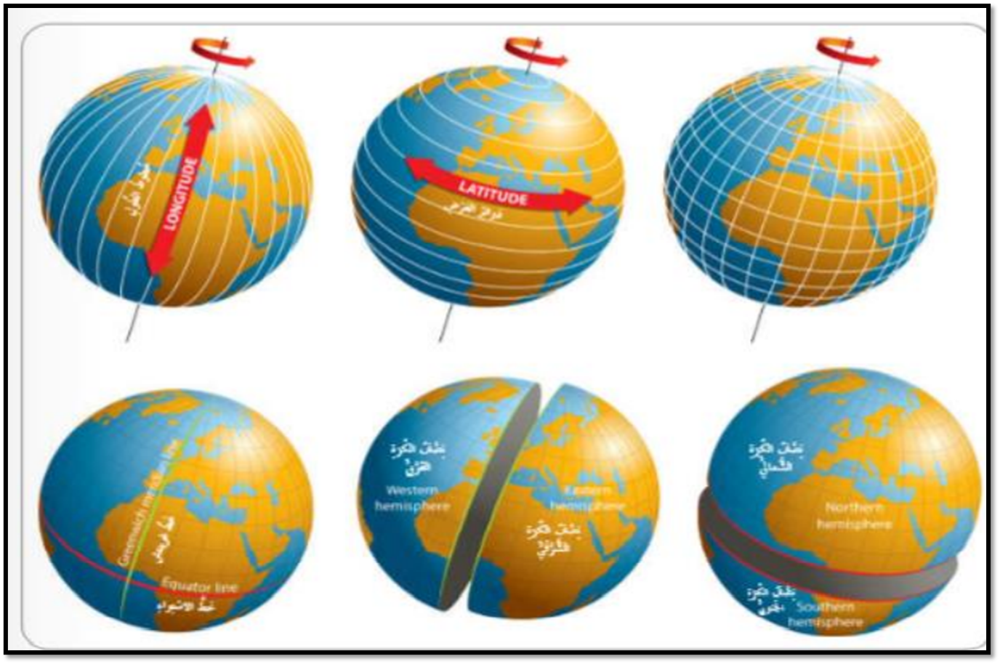 LONGITUDE
خطوط الطول
LATITUDE
دوائر العرض
Greenwich meridian line
خط غرينتش
Equator line
خط الاستواء
نصف الكرة
الغربي
Western
hemisphere
Eastern
hemisphere
نصف الكرة
الشرقي
نصف الكرة
الشمالي
Northern
hemisphere
نصف الكرة
الجنوبي
Southern
hemisphere